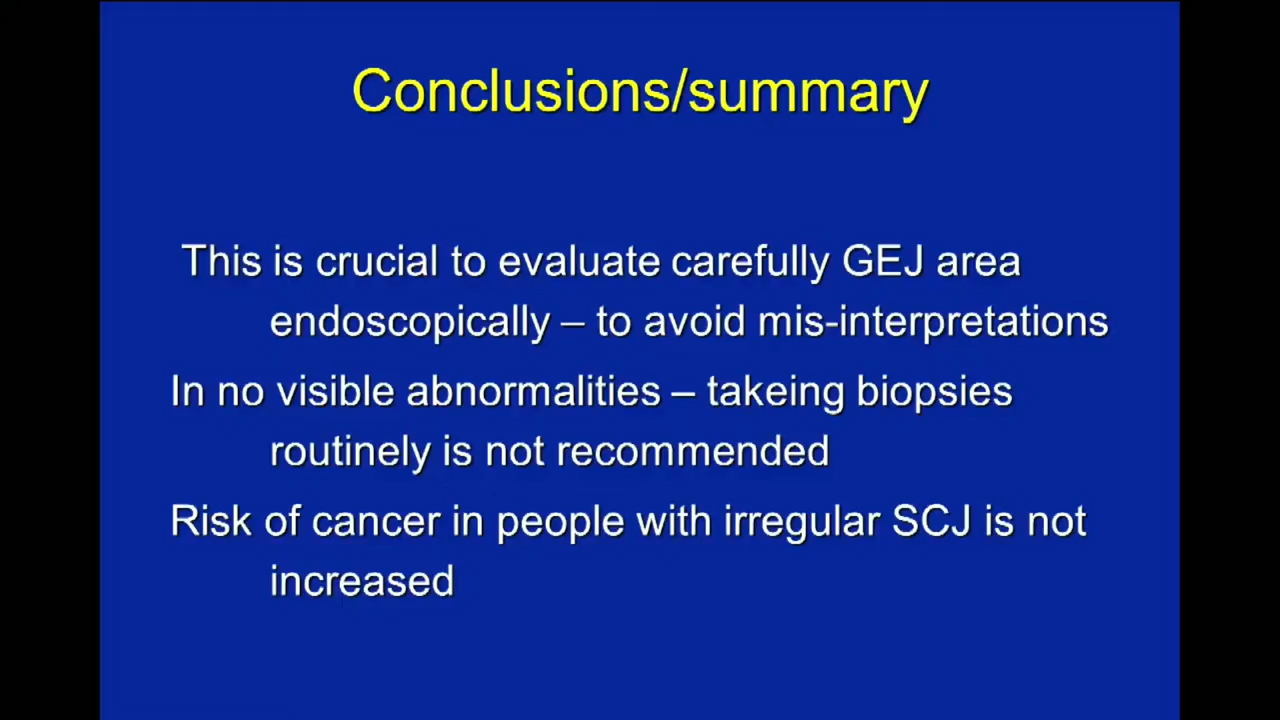 Conclusions/summary
This is crucial to evaluate carefully GEJ area
endoscopically – to avoid mis-interpretations
In no visible abnormalities – takeing biopsies
routinely is not recommended
Risk of cancer in people with irregular SCJ is not
increased